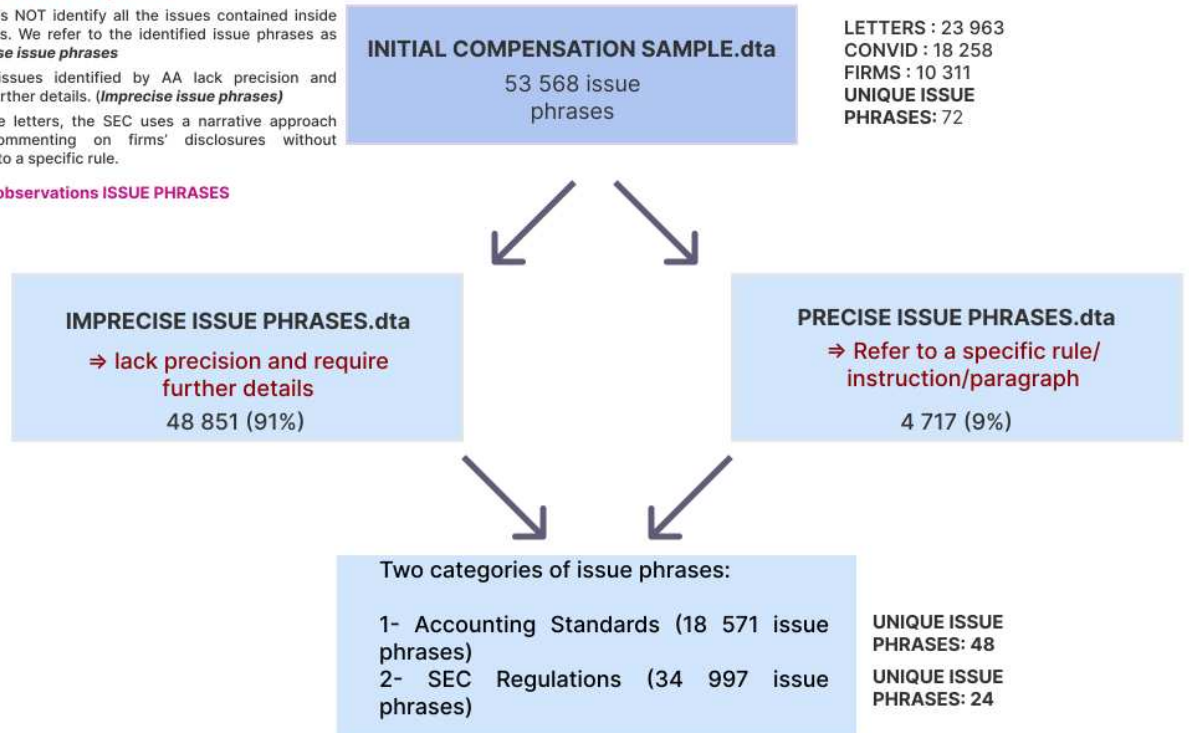 s NOT identify all the issues contained inside
s. We refer to the identified issue phrases as
se issue phrases
issues identified by AA lack precision and
rther details. (Imprecise issue phrases)
e letters, the SEC uses a narrative approach
ommenting on firms' disclosures without
to a specific rule.
observations ISSUE PHRASES
INITIAL COMPENSATION SAMPLE.dta
53 568 issue
phrases
LETTERS : 23 963
CONVID : 18 258
FIRMS : 10 311
UNIQUE ISSUE
PHRASES: 72
IMPRECISE ISSUE PHRASES.dta
⇒ lack precision and require
further details
48 851 (91%)
PRECISE ISSUE PHRASES.dta
⇒ Refer to a specific rule/
instruction/paragraph
4 717 (9%)
Two categories of issue phrases:
1- Accounting Standards (18 571 issue
phrases)
2- SEC Regulations (34 997 issue
phrases)
UNIQUE ISSUE
PHRASES: 48
UNIQUE ISSUE
PHRASES: 24